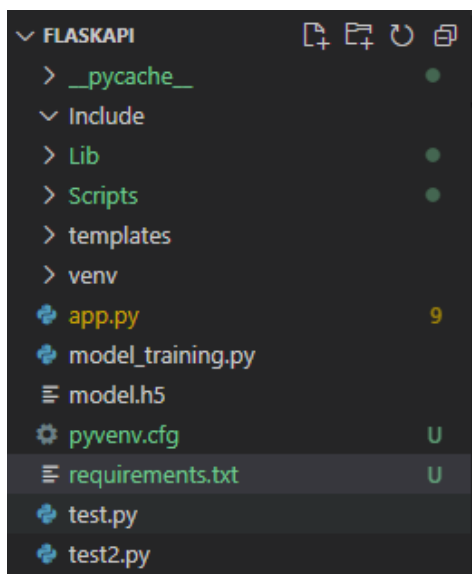 FLASKAPI
__pycache__
Include
Lib
Scripts
templates
venv
app.py 9
model_training.py
model.h5
pyvenv.cfg U
requirements.txt U
test.py
test2.py